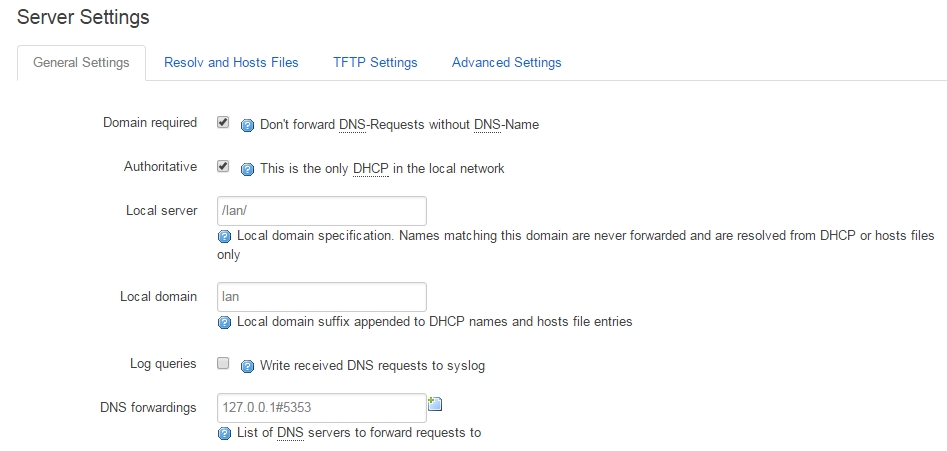 Server Settings
General Settings Resolv and Hosts Files TFTP Settings Advanced Settings
Domain required Don't forward DNS-Requests without DNS-Name
Authoritative This is the only DHCP in the local network
Local server /lan/
Local domain specification. Names matching this domain are never forwarded and are resolved from DHCP or hosts files
only
Local domain lan
Local domain suffix appended to DHCP names and hosts file entries
Log queries Write received DNS requests to syslog
DNS forwardings 127.0.0.1#5353
List of DNS servers to forward requests to